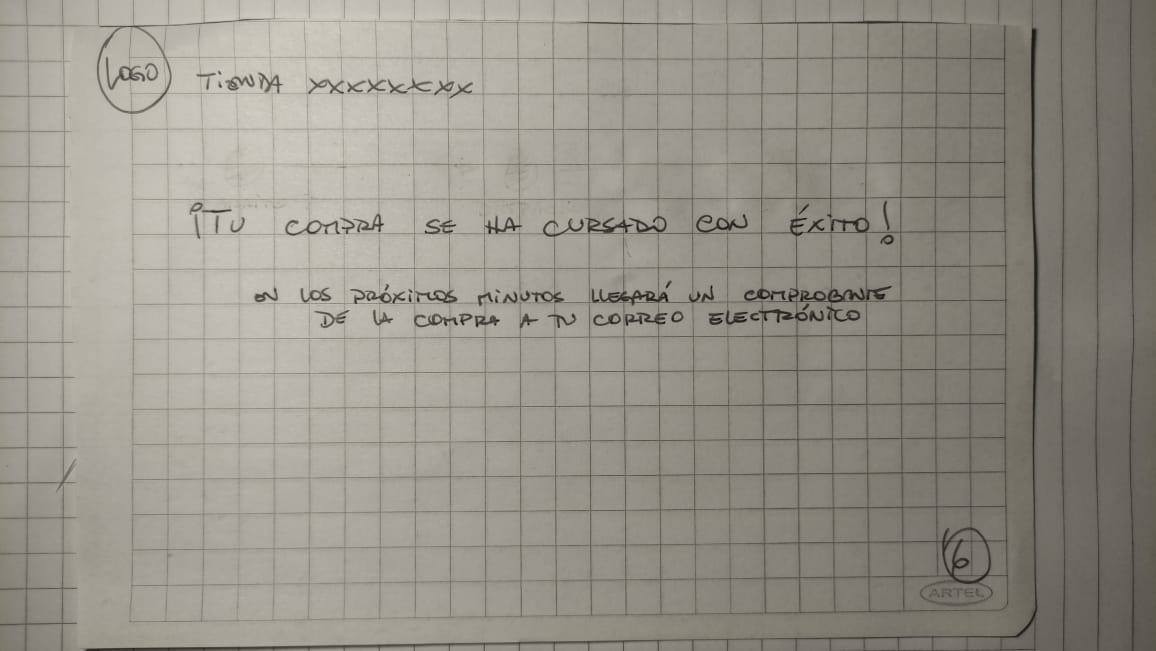 LOGO TIENDA XXXXXXXX
¡TU COMPRA SE HA CURSADO CON ÉXITO!
EN LOS PRÓXIMOS MINUTOS LLEGARÁ UN COMPROBANTE
DE LA COMPRA A TU CORREO ELECTRÓNICO
6
ARTEL